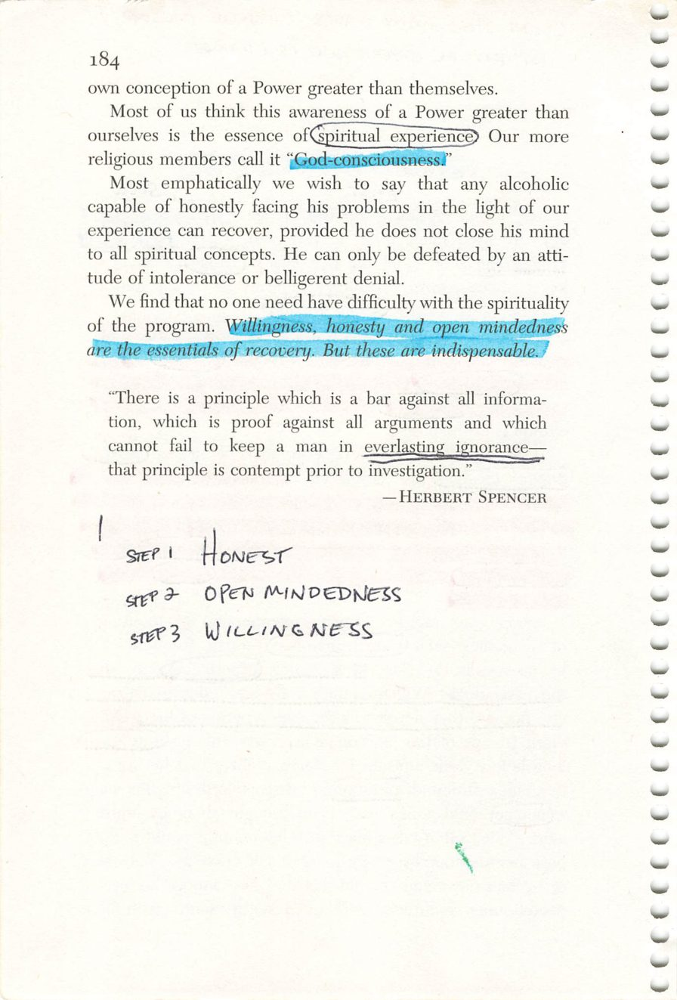 184
own conception of a Power greater than themselves.
Most of us think this awareness of a Power greater than
ourselves is the essence of spiritual experience. Our more
religious members call it “God-consciousness.”
Most emphatically we wish to say that any alcoholic
capable of honestly facing his problems in the light of our
experience can recover, provided he does not close his mind
to all spiritual concepts. He can only be defeated by an atti-
tude of intolerance or belligerent denial.
We find that no one need have difficulty with the spirituality
of the program. Willingness, honesty and open mindedness
are the essentials of recovery. But these are indispensable.
“There is a principle which is a bar against all informa-
tion, which is proof against all arguments and which
cannot fail to keep a man in everlasting ignorance—
that principle is contempt prior to investigation.”
—HERBERT SPENCER
STEP 1 HONEST
STEP 2 OPEN MINDEDNESS
STEP 3 WILLINGNESS